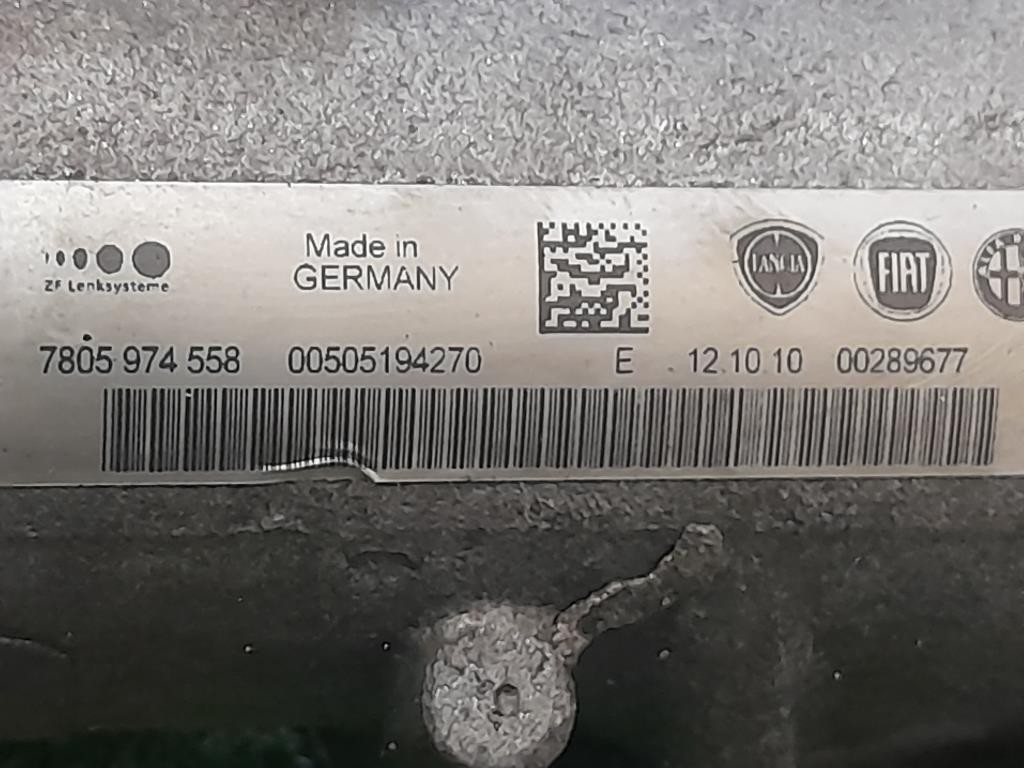 ZF Lenksysteme
Made in
GERMANY
LANCIA
FIAT
7805 974 558 00505194270 E 12.10.10 00289677